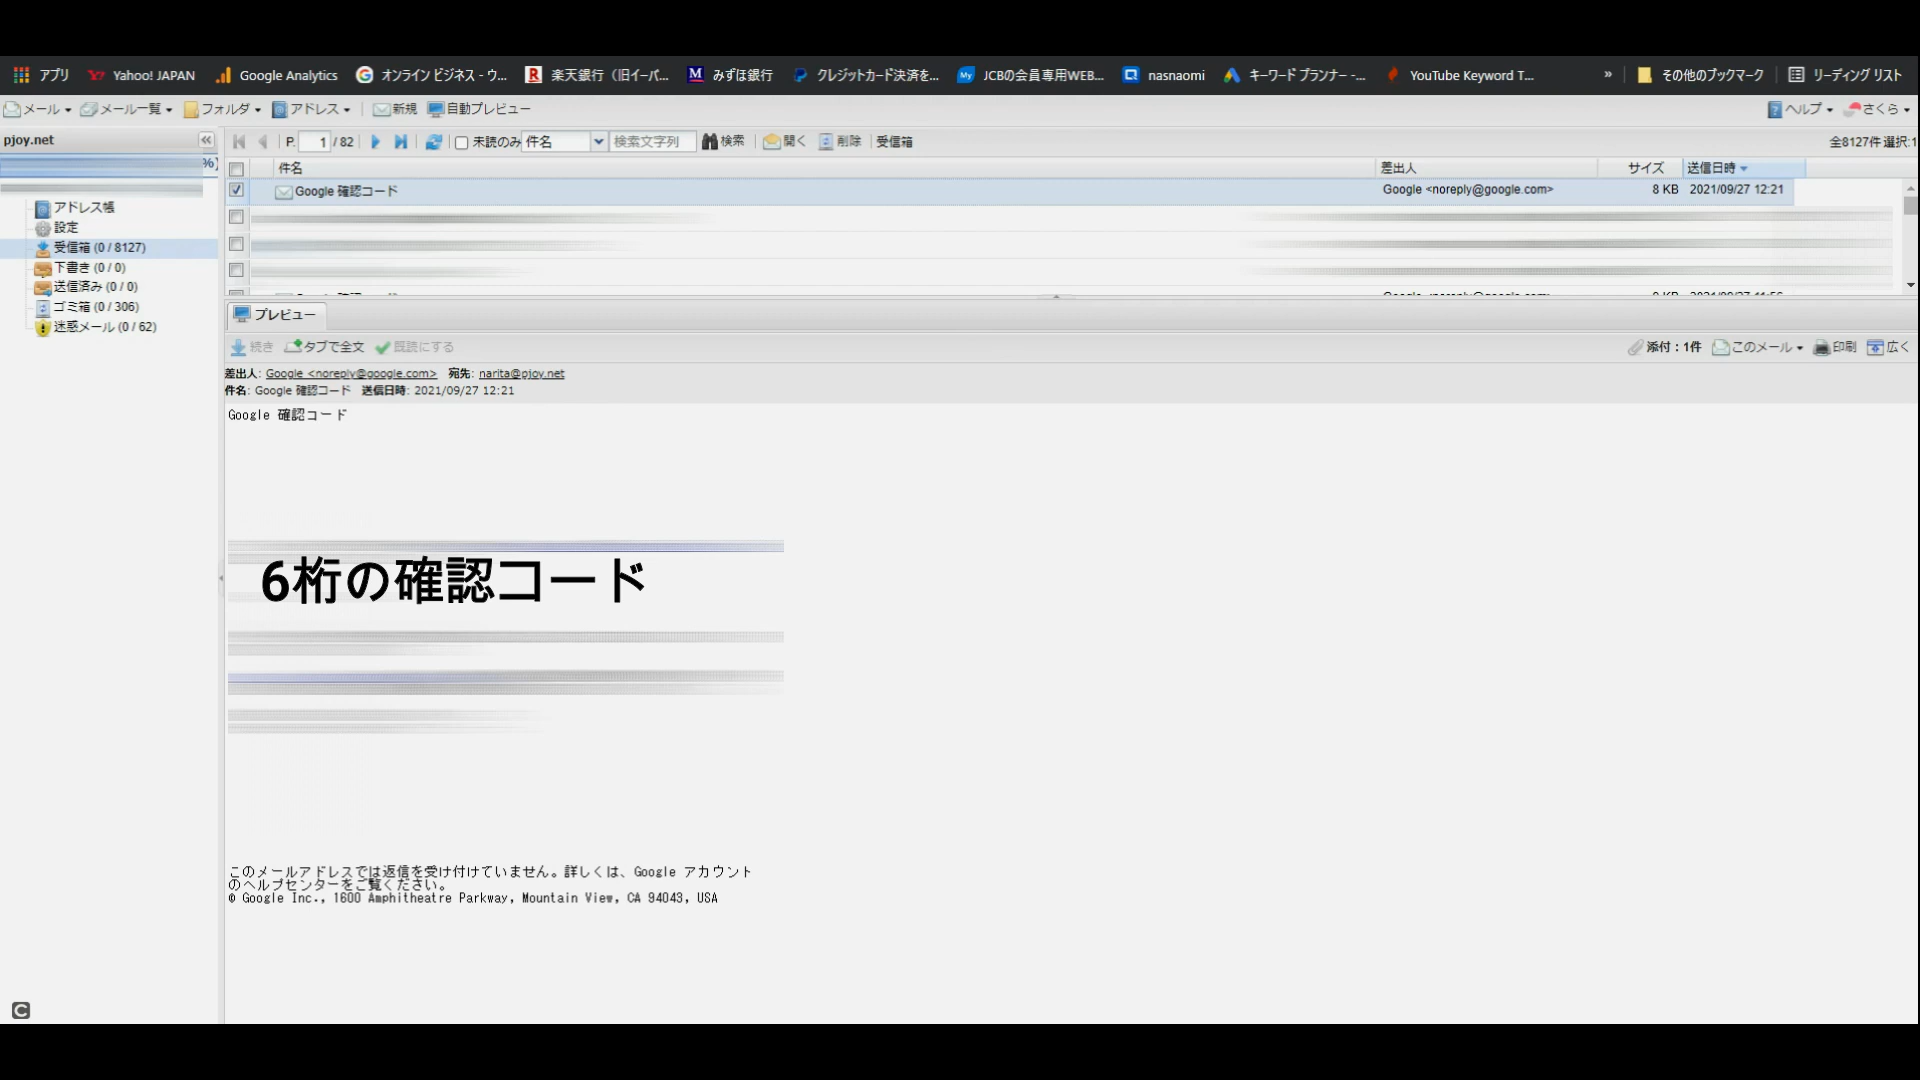 アプリ Yahoo! JAPAN Google Analytics オンライン ビジネス - ウ... 楽天銀行（旧イーバ... みずほ銀行 クレジットカード決済を... JCBの会員専用WEB... nasnaomi キーワード プランナー -... YouTube Keyword T... » その他のブックマーク リーディング リスト
メール メール一覧 フォルダ アドレス 新規 自動プレビュー ヘルプ さくら
pjoy.net « P. 1 / 82 未読のみ 件名 検索文字列 検索 開く 削除 受信箱 全8127件 選択:1
%)
件名 差出人 サイズ 送信日時
Google 確認コード Google <noreply@google.com> 8 KB 2021/09/27 12:21
アドレス帳
設定
受信箱 (0 / 8127)
下書き (0 / 0)
送信済み (0 / 0)
ゴミ箱 (0 / 306)
迷惑メール (0 / 62)
プレビュー
続き タブで全文 既読にする 添付：1件 このメール 印刷 広く
差出人: Google <noreply@google.com> 宛先: narita@pjoy.net
件名: Google 確認コード 送信日時: 2021/09/27 12:21
Google 確認コード
6桁の確認コード
このメールアドレスでは返信を受け付けていません。詳しくは、Google アカウント
のヘルプセンターをご覧ください。
© Google Inc., 1600 Amphitheatre Parkway, Mountain View, CA 94043, USA
C